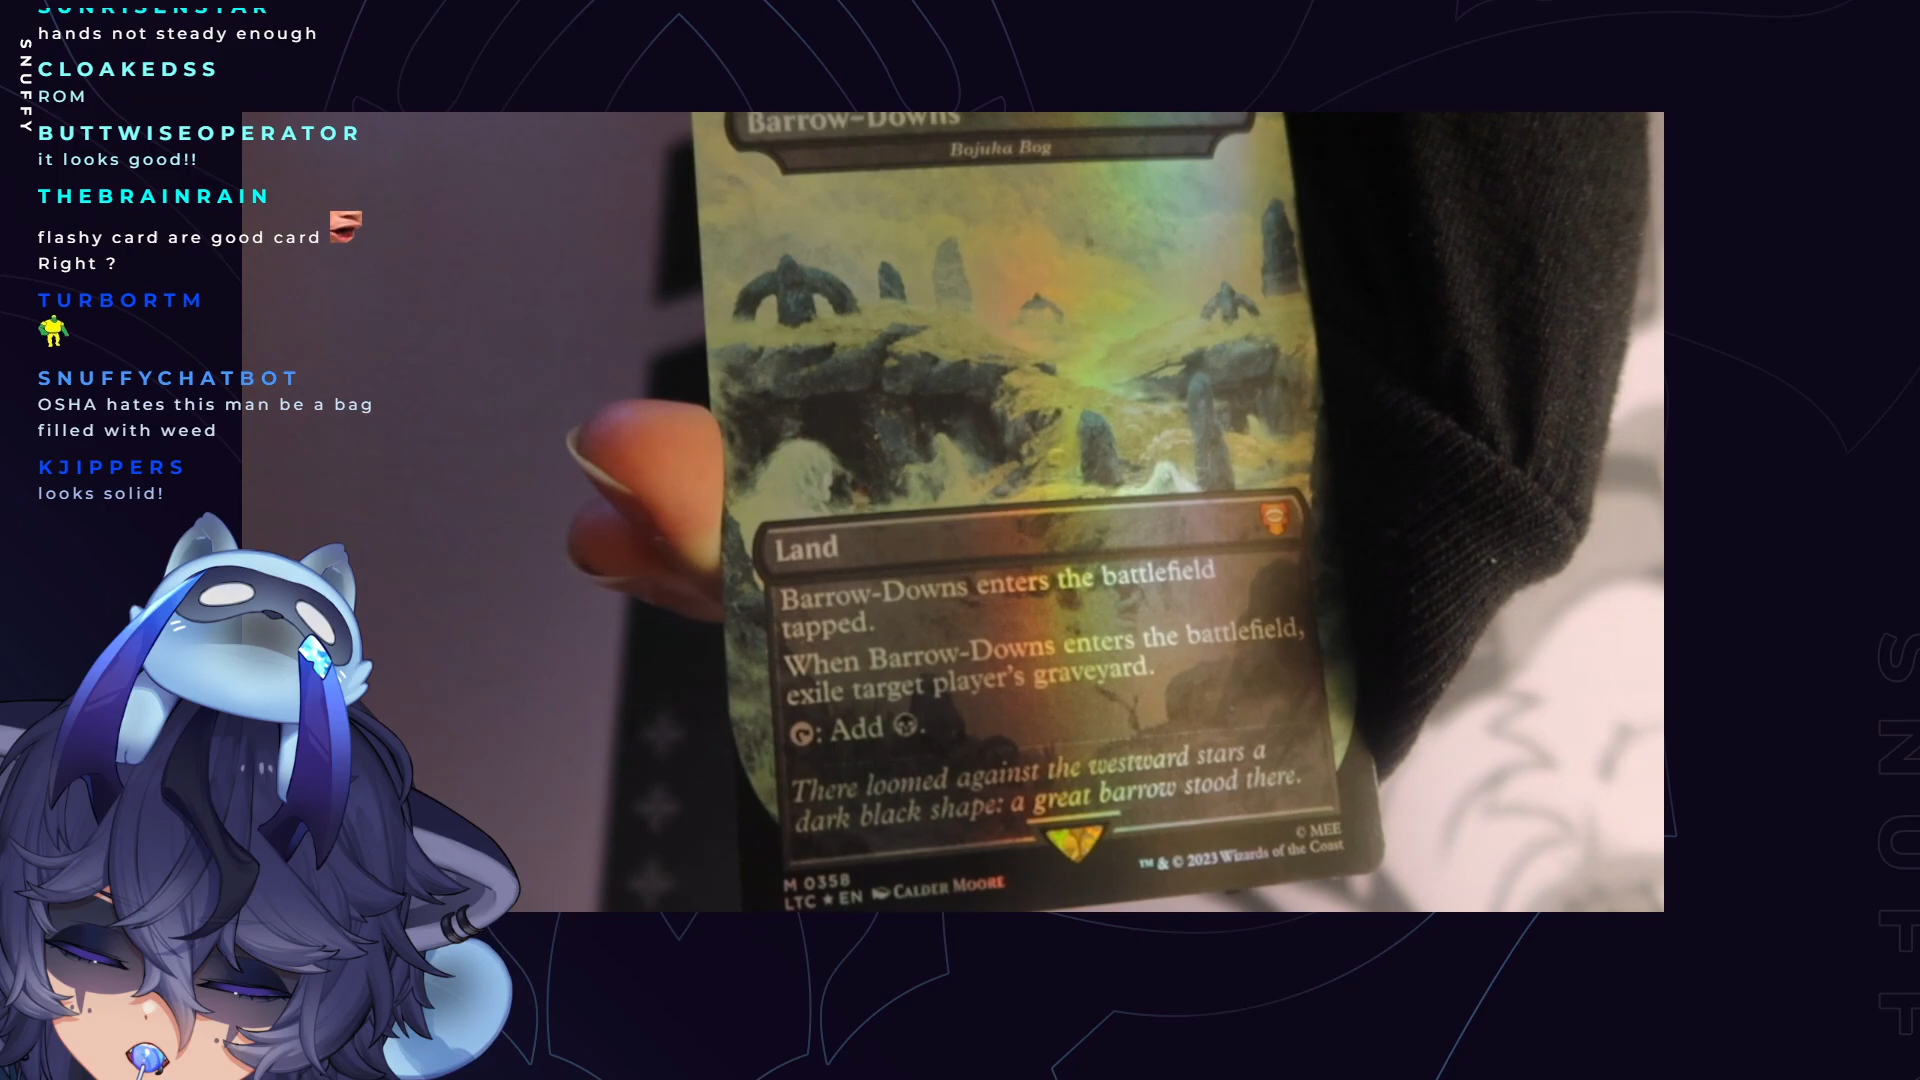 SUNRISENSTAR
hands not steady enough
SNUFFY
CLOAKEDSS
ROM
BUTTWISEOPERATOR
it looks good!!
THEBRAINRAIN
flashy card are good card
Right ?
TURBORTM
SNUFFYCHATBOT
OSHA hates this man be a bag
filled with weed
KJIPPERS
looks solid!
Barrow-Downs
Bojuka Bog
Land
Barrow-Downs enters the battlefield
tapped.
When Barrow-Downs enters the battlefield,
exile target player's graveyard.
: Add .
There loomed against the westward stars a
dark black shape: a great barrow stood there.
M 0358
LTC ★ EN CALDER MOORE
© MEE
™ & © 2023 Wizards of the Coast
SNUFF